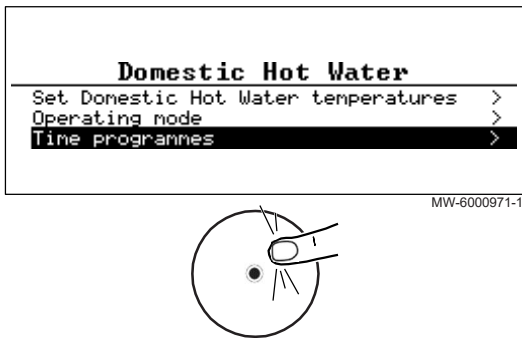 Domestic Hot Water
Set Domestic Hot Water temperatures >
Operating mode >
Time programmes >
MW-6000971-1